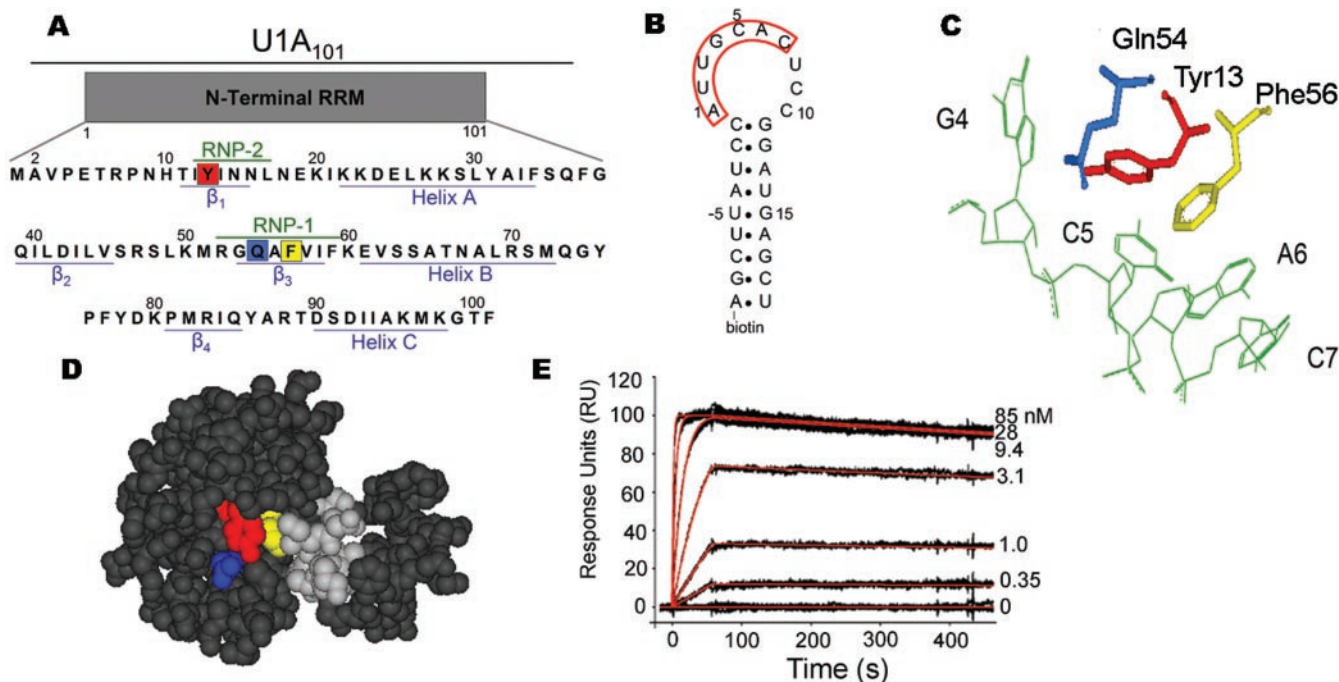 A
U1A101
N-Terminal RRM
1 101
2 10 RNP-2 20 30
MAVPETRPNHTIYINNLNEKIKKDELKKSLYAIFSQFG
β1 Helix A
40 50 RNP-1 60 70
QILDILVSRSLKMRGQAFVIFKEVSSATNALRSMQGY
β2 β3 Helix B
80 90 100
PFYDKPMRIQYARTDSDIIAKMKGTF
β4 Helix C
B
5
A U U G C A C U C C
1 10
C • G
C • G
U • A
A • U
-5 U • G 15
U • A
C • G
G • C
A • U
biotin
C
Gln54
Tyr13
Phe56
G4
C5
A6
C7
D
E
Response Units (RU)
120
100
80
60
40
20
0
85 nM
28
9.4
3.1
1.0
0.35
0
0 100 200 300 400
Time (s)